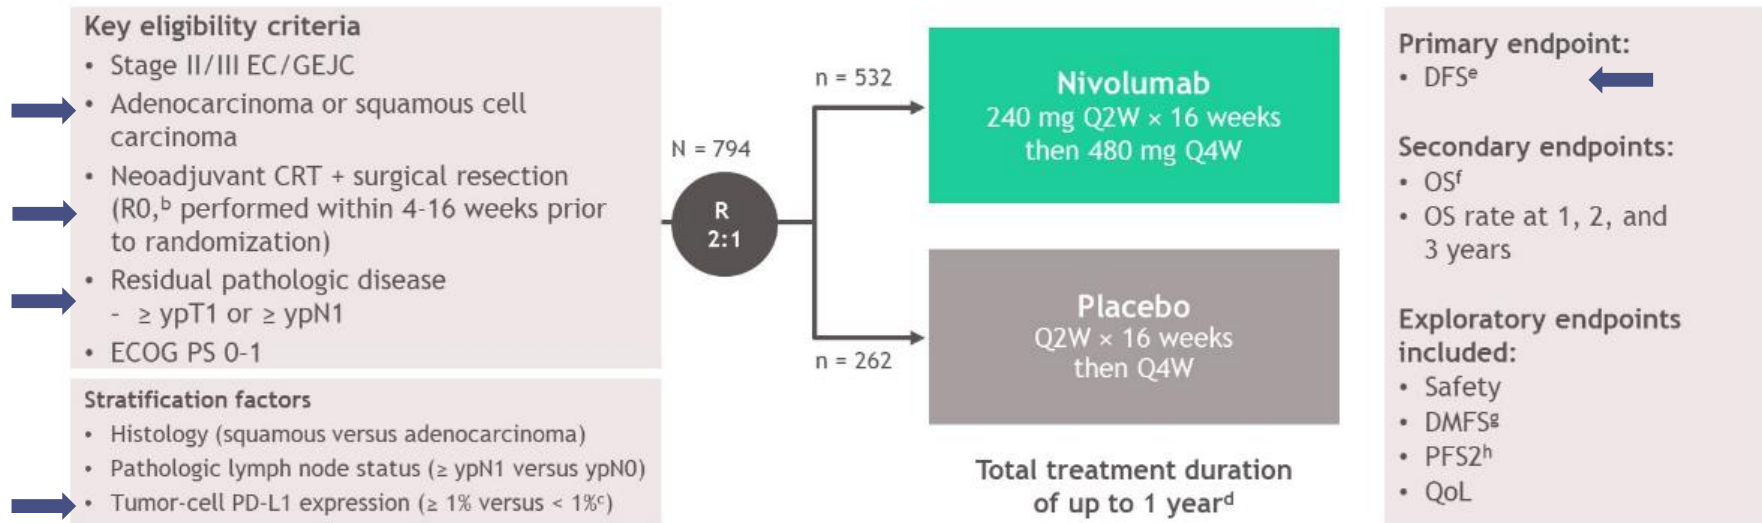 Key eligibility criteria
• Stage II/III EC/GEJC
• Adenocarcinoma or squamous cell
carcinoma
• Neoadjuvant CRT + surgical resection
(R0,ᵇ performed within 4-16 weeks prior
to randomization)
• Residual pathologic disease
- ≥ ypT1 or ≥ ypN1
• ECOG PS 0-1
Stratification factors
• Histology (squamous versus adenocarcinoma)
• Pathologic lymph node status (≥ ypN1 versus ypN0)
• Tumor-cell PD-L1 expression (≥ 1% versus < 1%ᶜ)
N = 794
R
2:1
n = 532
n = 262
Nivolumab
240 mg Q2W × 16 weeks
then 480 mg Q4W
Placebo
Q2W × 16 weeks
then Q4W
Total treatment duration
of up to 1 yearᵈ
Primary endpoint:
• DFSᵉ
Secondary endpoints:
• OSᶠ
• OS rate at 1, 2, and
3 years
Exploratory endpoints
included:
• Safety
• DMFSᵍ
• PFS2ʰ
• QoL